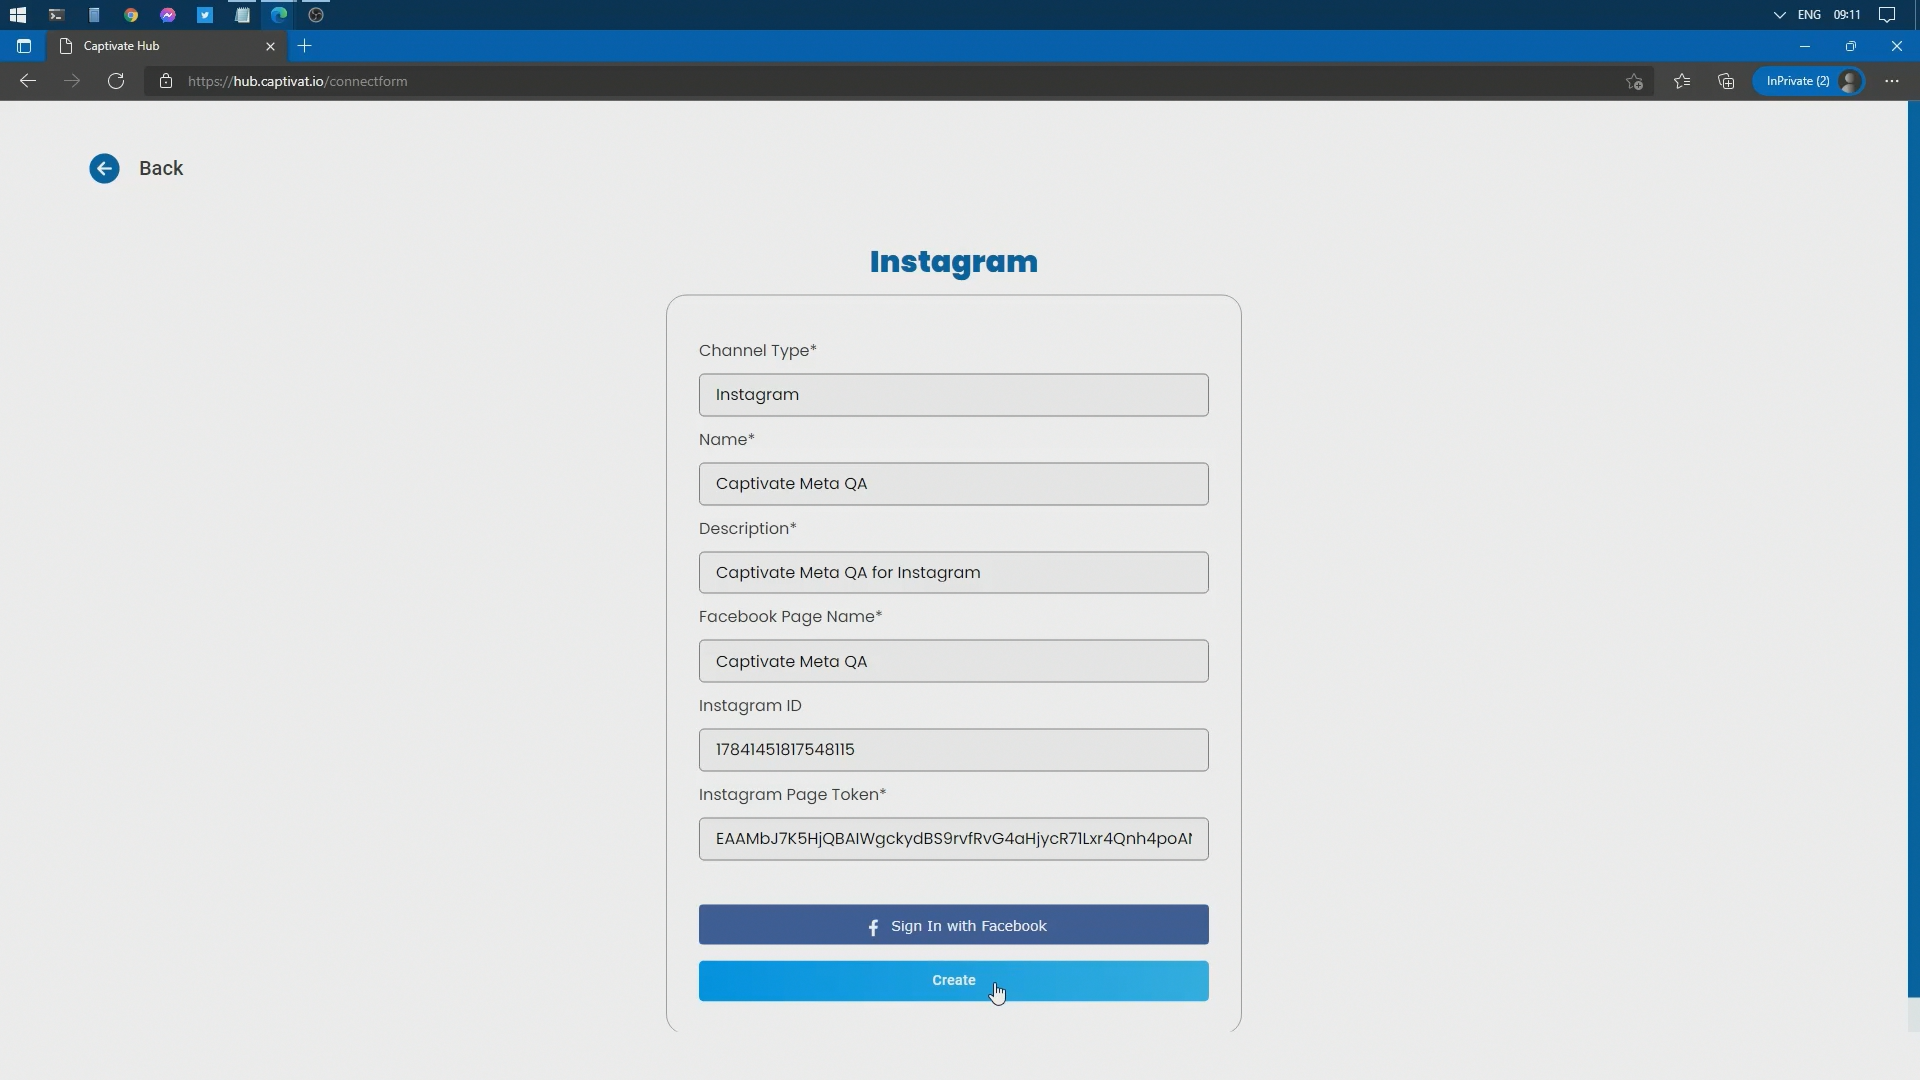 ENG 09:11
Captivate Hub
https://hub.captivat.io/connectform
InPrivate (2)
Back
Instagram
Channel Type*
Instagram
Name*
Captivate Meta QA
Description*
Captivate Meta QA for Instagram
Facebook Page Name*
Captivate Meta QA
Instagram ID
17841451817548115
Instagram Page Token*
EAAMbJ7K5HjQBAIWgckydBS9rvfRvG4aHjycR71Lxr4Qnh4poAI
Sign In with Facebook
Create